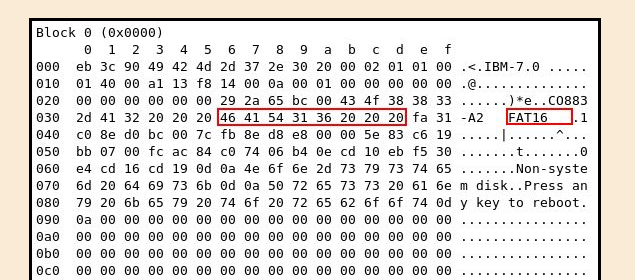 Block 0 (0x0000)
0 1 2 3 4 5 6 7 8 9 a b c d e f
000 eb 3c 90 49 42 4d 2d 37 2e 30 20 00 02 01 01 00 .<.IBM-7.0 .....
010 01 40 00 a1 13 f8 14 00 0a 00 01 00 00 00 00 00 .@..............
020 00 00 00 00 00 00 29 2a 65 bc 00 43 4f 38 38 33 ......)*e..CO883
030 2d 41 32 20 20 20 46 41 54 31 36 20 20 20 fa 31 -A2 FAT16 .1
040 c0 8e d0 bc 00 7c fb 8e d8 e8 00 00 5e 83 c6 19 .....|......^...
050 bb 07 00 fc ac 84 c0 74 06 b4 0e cd 10 eb f5 30 .......t.......0
060 e4 cd 16 cd 19 0d 0a 4e 6f 6e 2d 73 79 73 74 65 .......Non-syste
070 6d 20 64 69 73 6b 0d 0a 50 72 65 73 73 20 61 6e m disk..Press an
080 79 20 6b 65 79 20 74 6f 20 72 65 62 6f 6f 74 0d y key to reboot.
090 0a 00 00 00 00 00 00 00 00 00 00 00 00 00 00 00 ................
0a0 00 00 00 00 00 00 00 00 00 00 00 00 00 00 00 00 ................
0b0 00 00 00 00 00 00 00 00 00 00 00 00 00 00 00 00 ................
0c0 00 00 00 00 00 00 00 00 00 00 00 00 00 00 00 00 ................